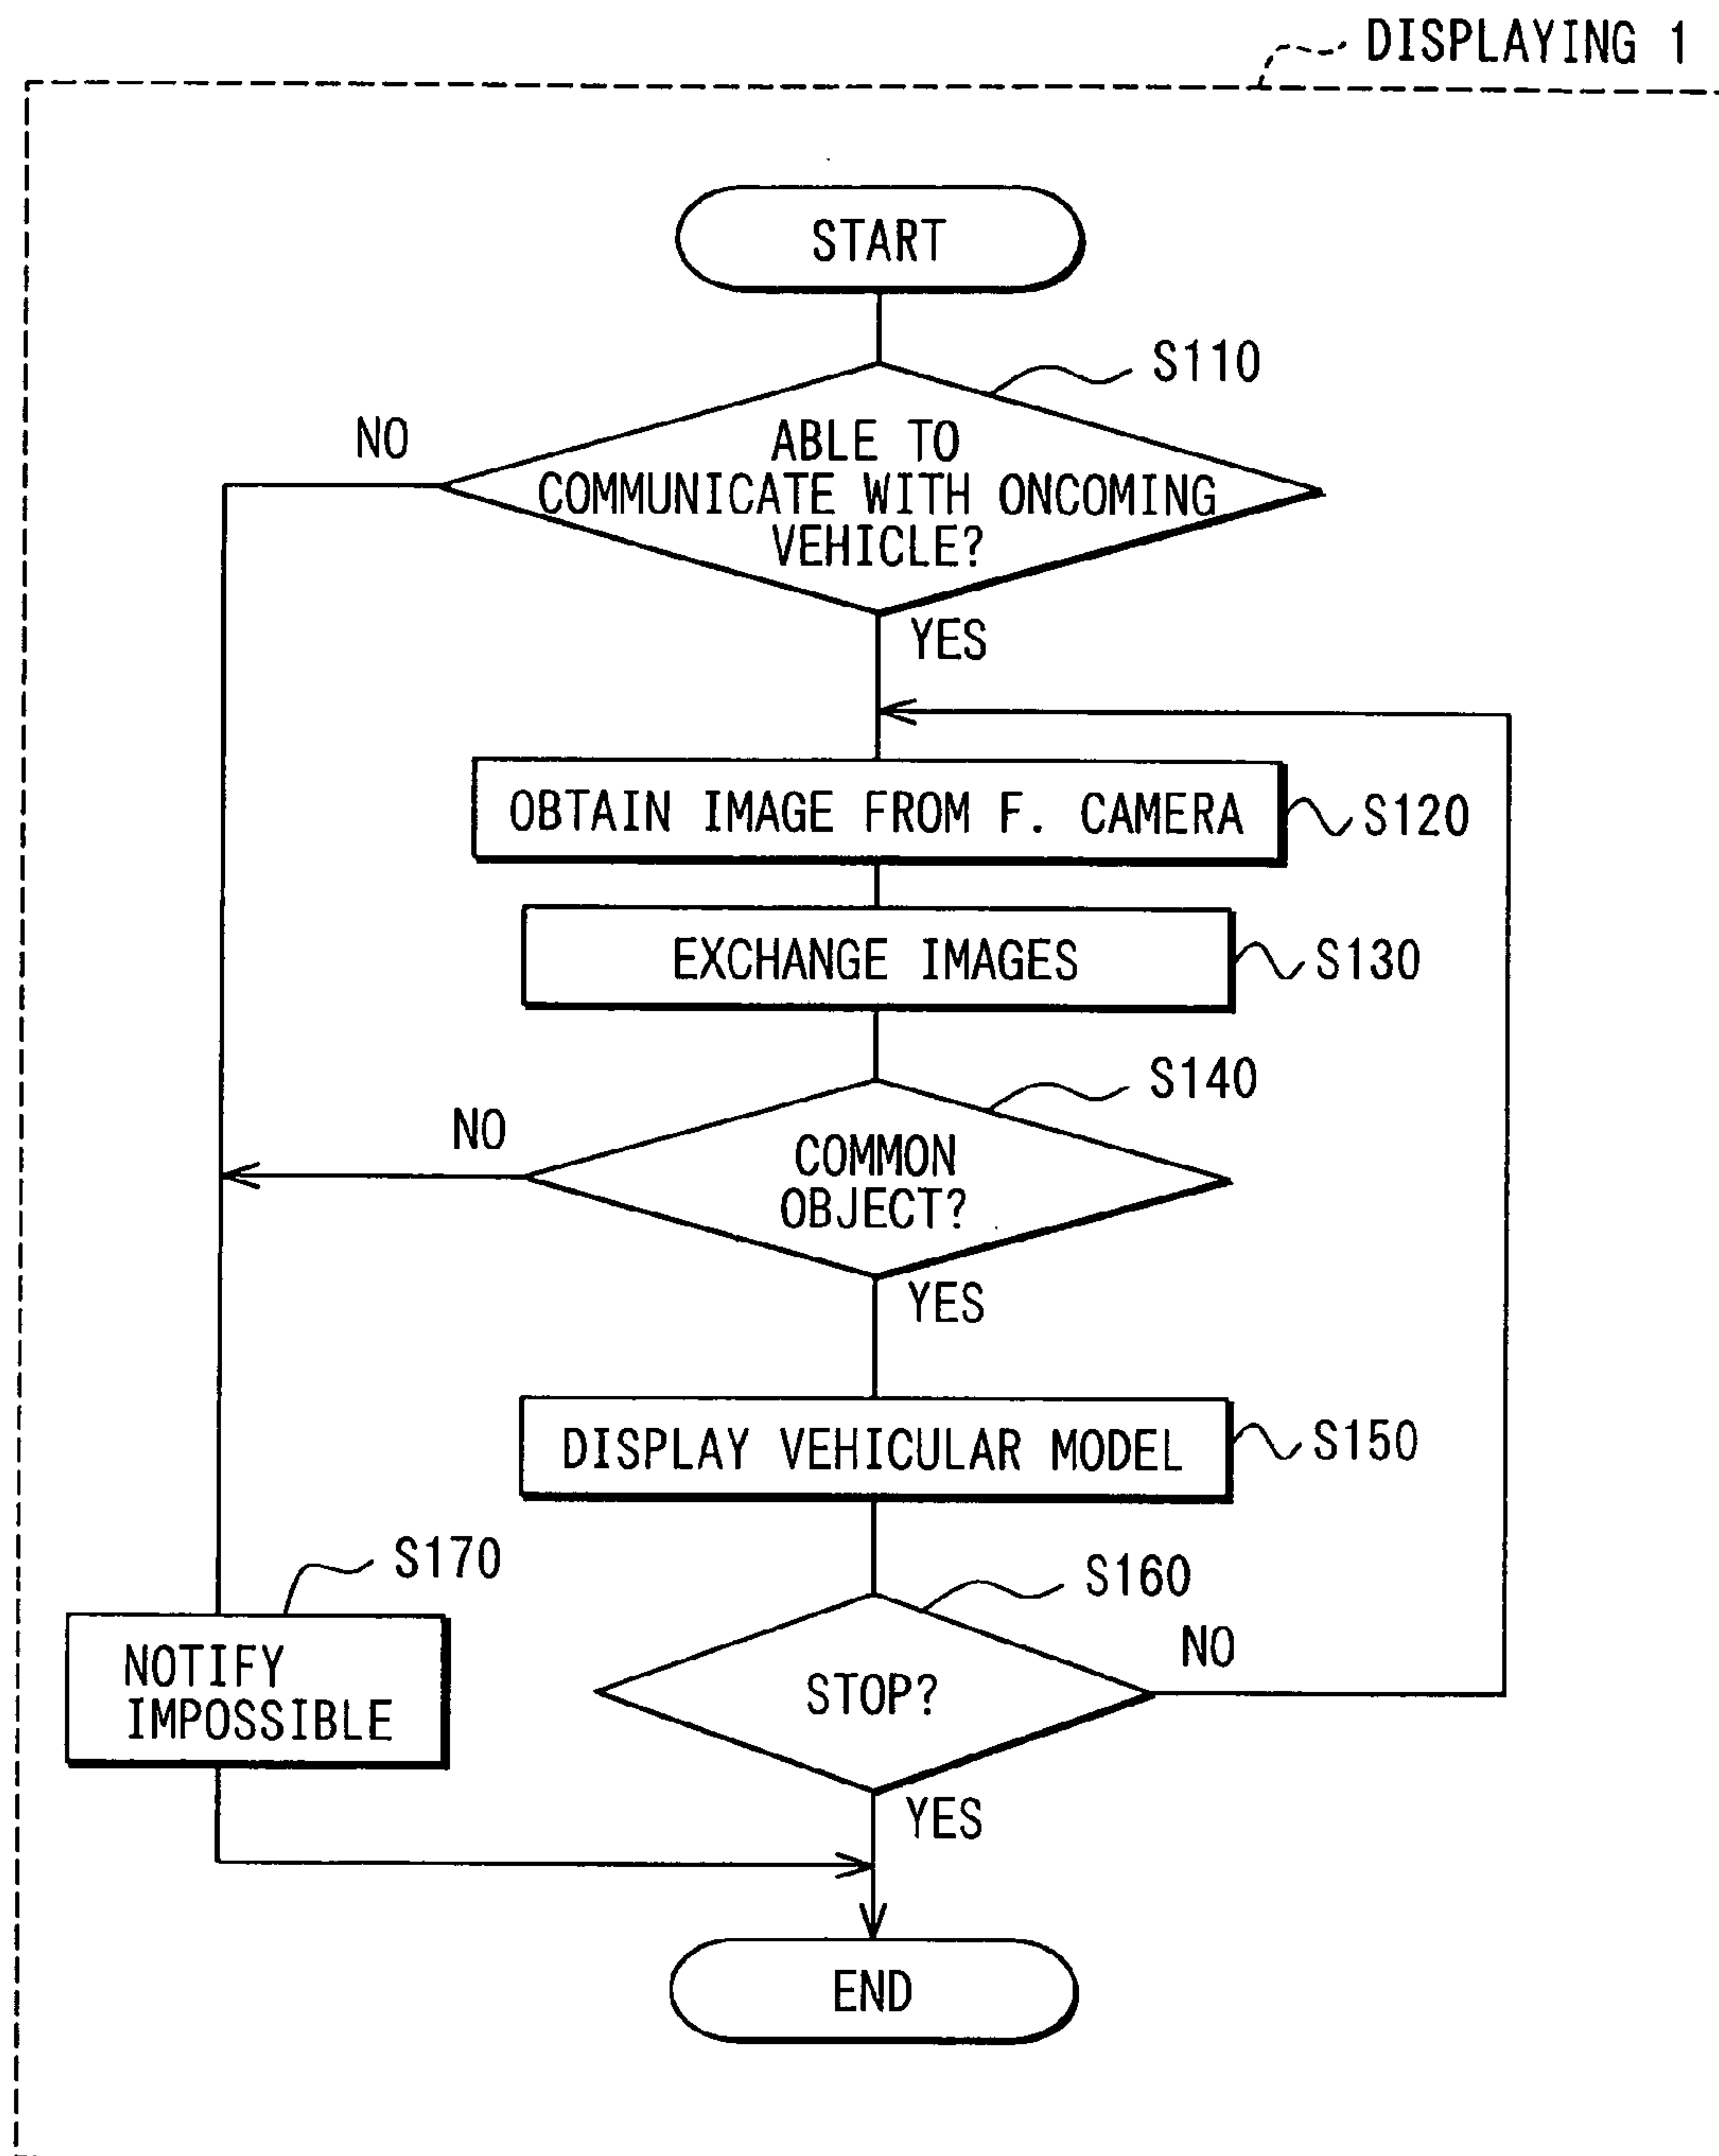 DISPLAYING 1
START
S110
NO
ABLE TO
COMMUNICATE WITH ONCOMING
VEHICLE?
YES
OBTAIN IMAGE FROM F. CAMERA
S120
EXCHANGE IMAGES
S130
S140
NO
COMMON
OBJECT?
YES
DISPLAY VEHICULAR MODEL
S150
S170
S160
NOTIFY
IMPOSSIBLE
STOP?
NO
YES
END